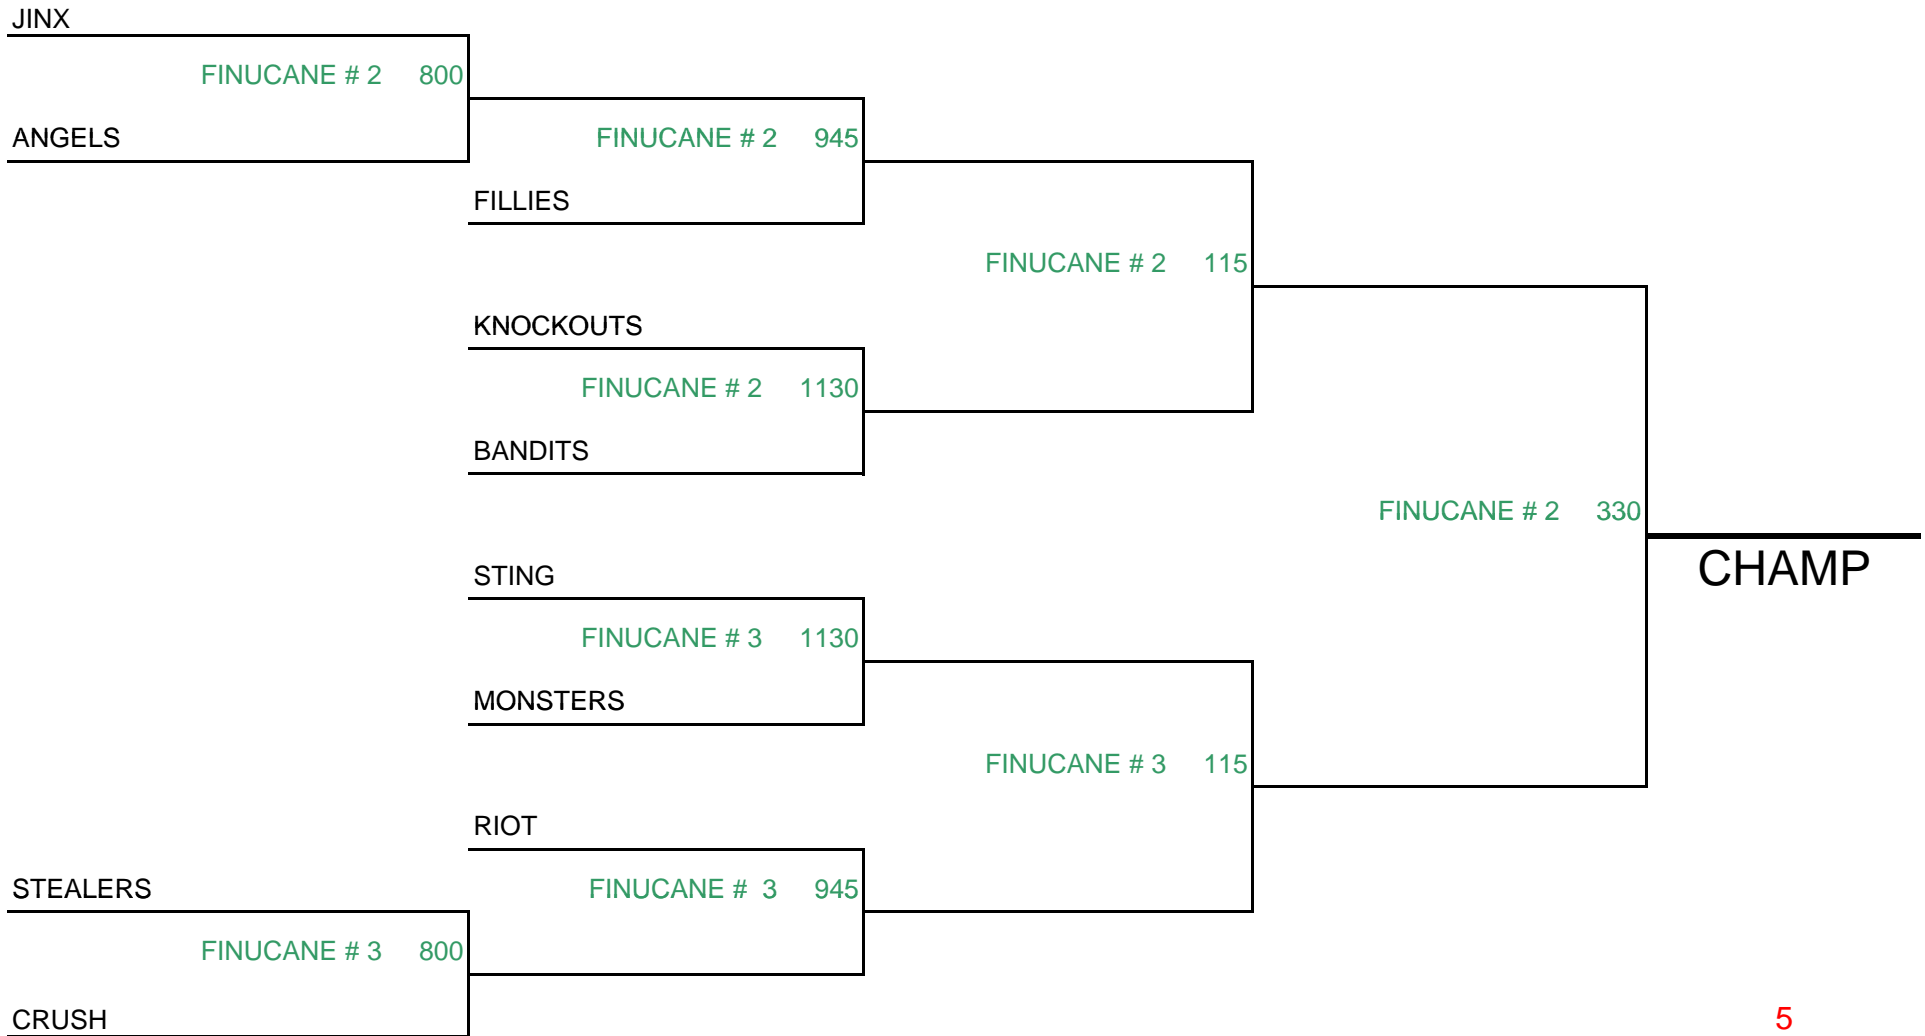 JINX
FINUCANE # 2 800
ANGELS
FINUCANE # 2 945
FILLIES
FINUCANE # 2 115
KNOCKOUTS
FINUCANE # 2 1130
BANDITS
FINUCANE # 2 330
CHAMP
STING
FINUCANE # 3 1130
MONSTERS
FINUCANE # 3 115
RIOT
STEALERS
FINUCANE # 3 945
FINUCANE # 3 800
CRUSH
5